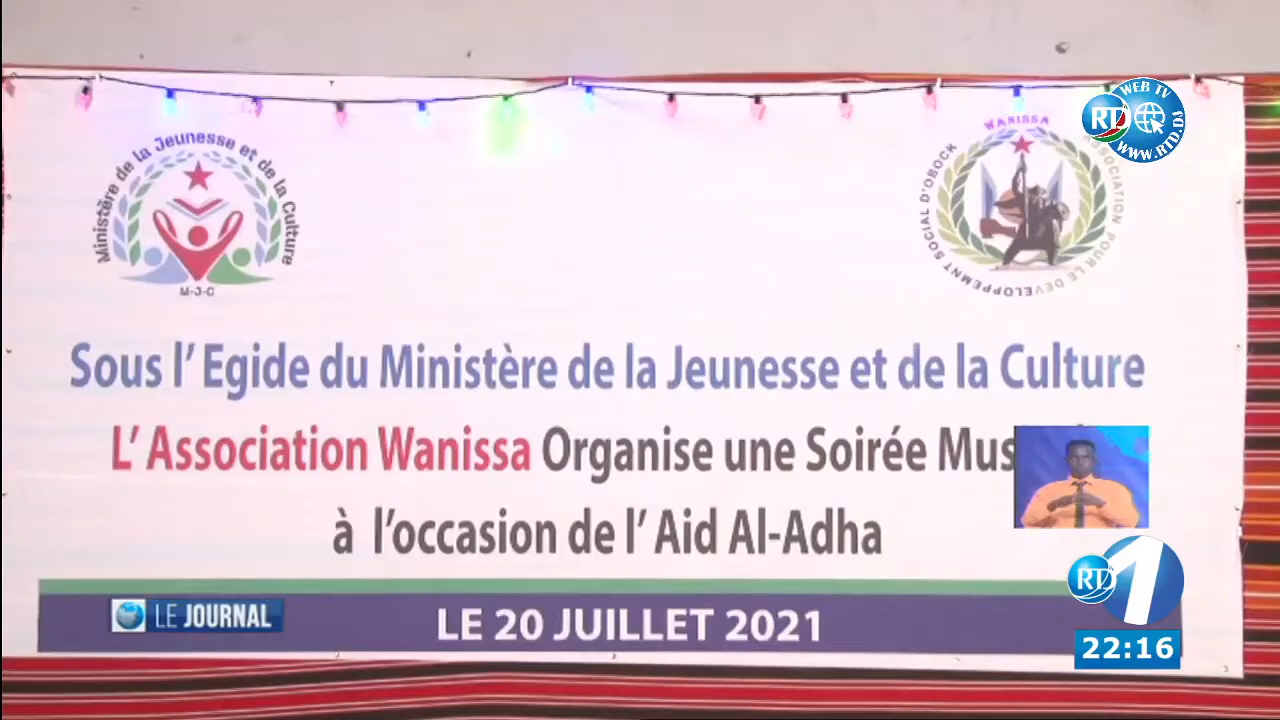 WEB TV
RTD
WWW.RTD.DJ
Ministère de la Jeunesse et de la Culture
M-J-C
WANISSA
ASSOCIATION POUR LE DEVELOPPEMNT SOCIAL D'OBOCK
Sous l' Egide du Ministère de la Jeunesse et de la Culture
L' Association Wanissa Organise une Soirée
à l'occasion de l' Aid Al-Adha
LE JOURNAL
LE 20 JUILLET 2021
RTD 1
22:16